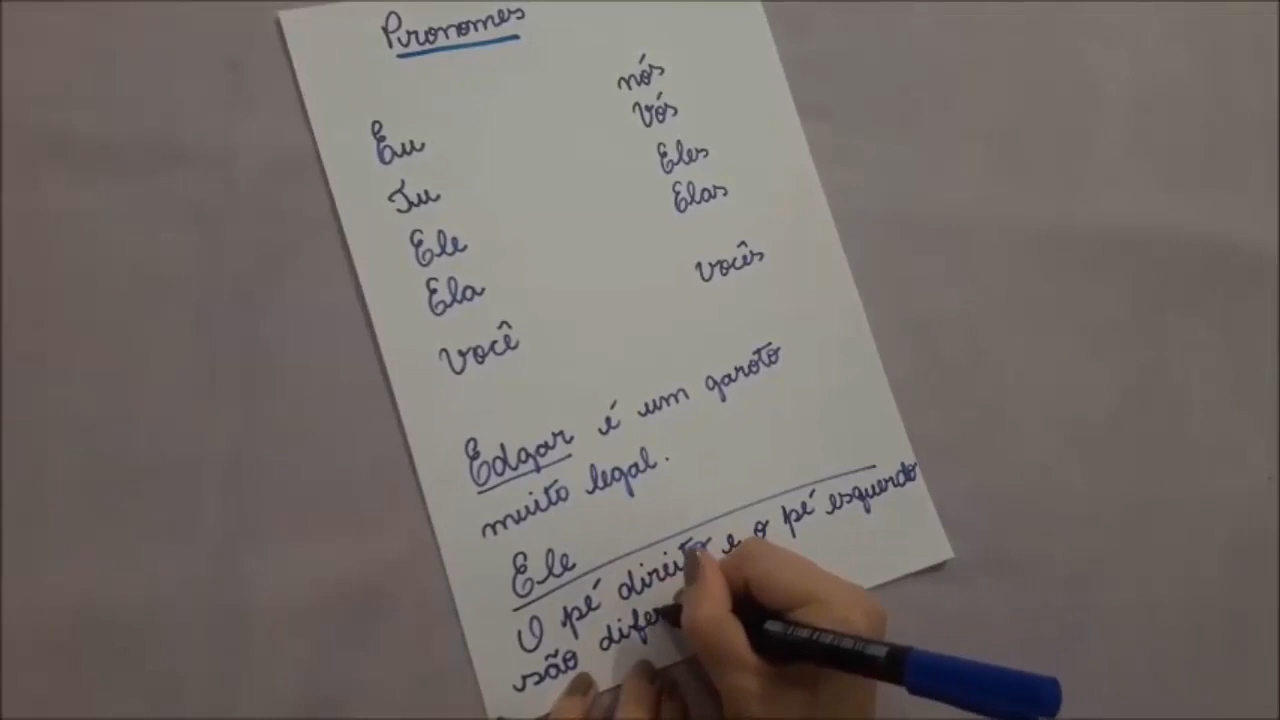 Pronomes
Eu
Tu
Ele
Ela
Você
nós
Vós
Eles
Elas
vocês
Edgar é um garoto
muito legal.
Ele
O pé direito e o pé esquerdo
são difer